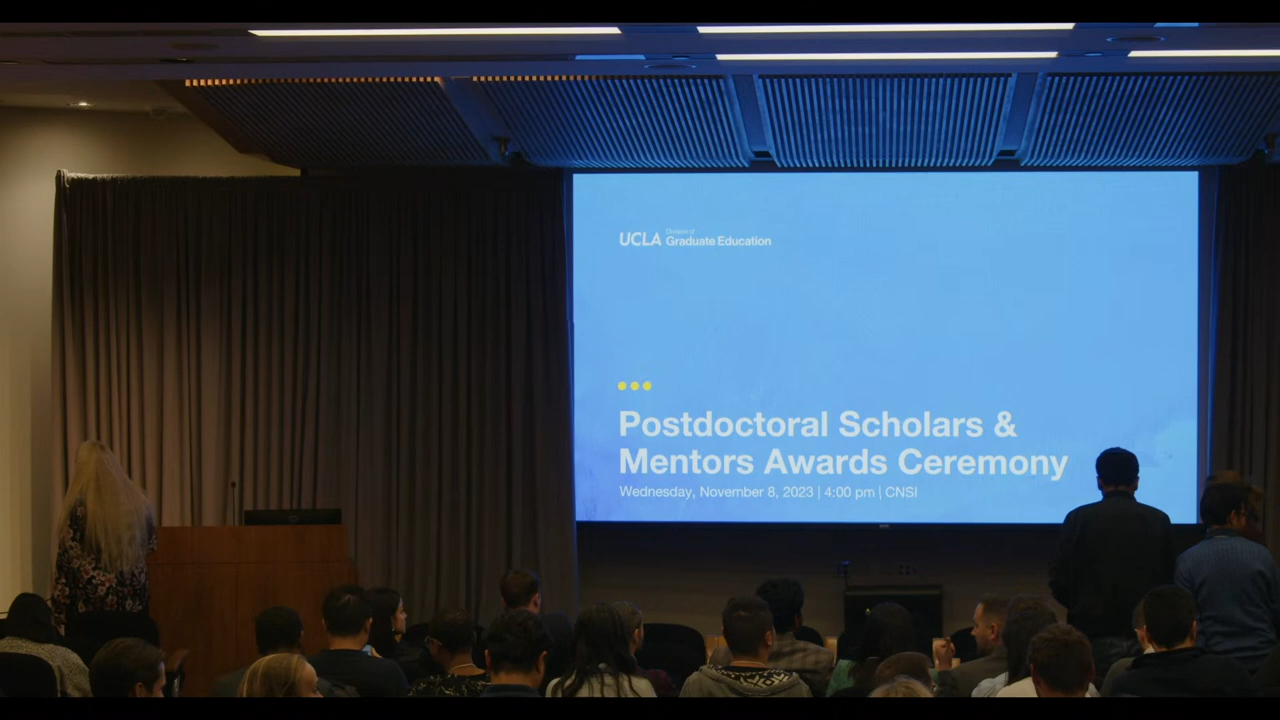 UCLA Division of Graduate Education
Postdoctoral Scholars &
Mentors Awards Ceremony
Wednesday, November 8, 2023 | 4:00 pm | CNSI